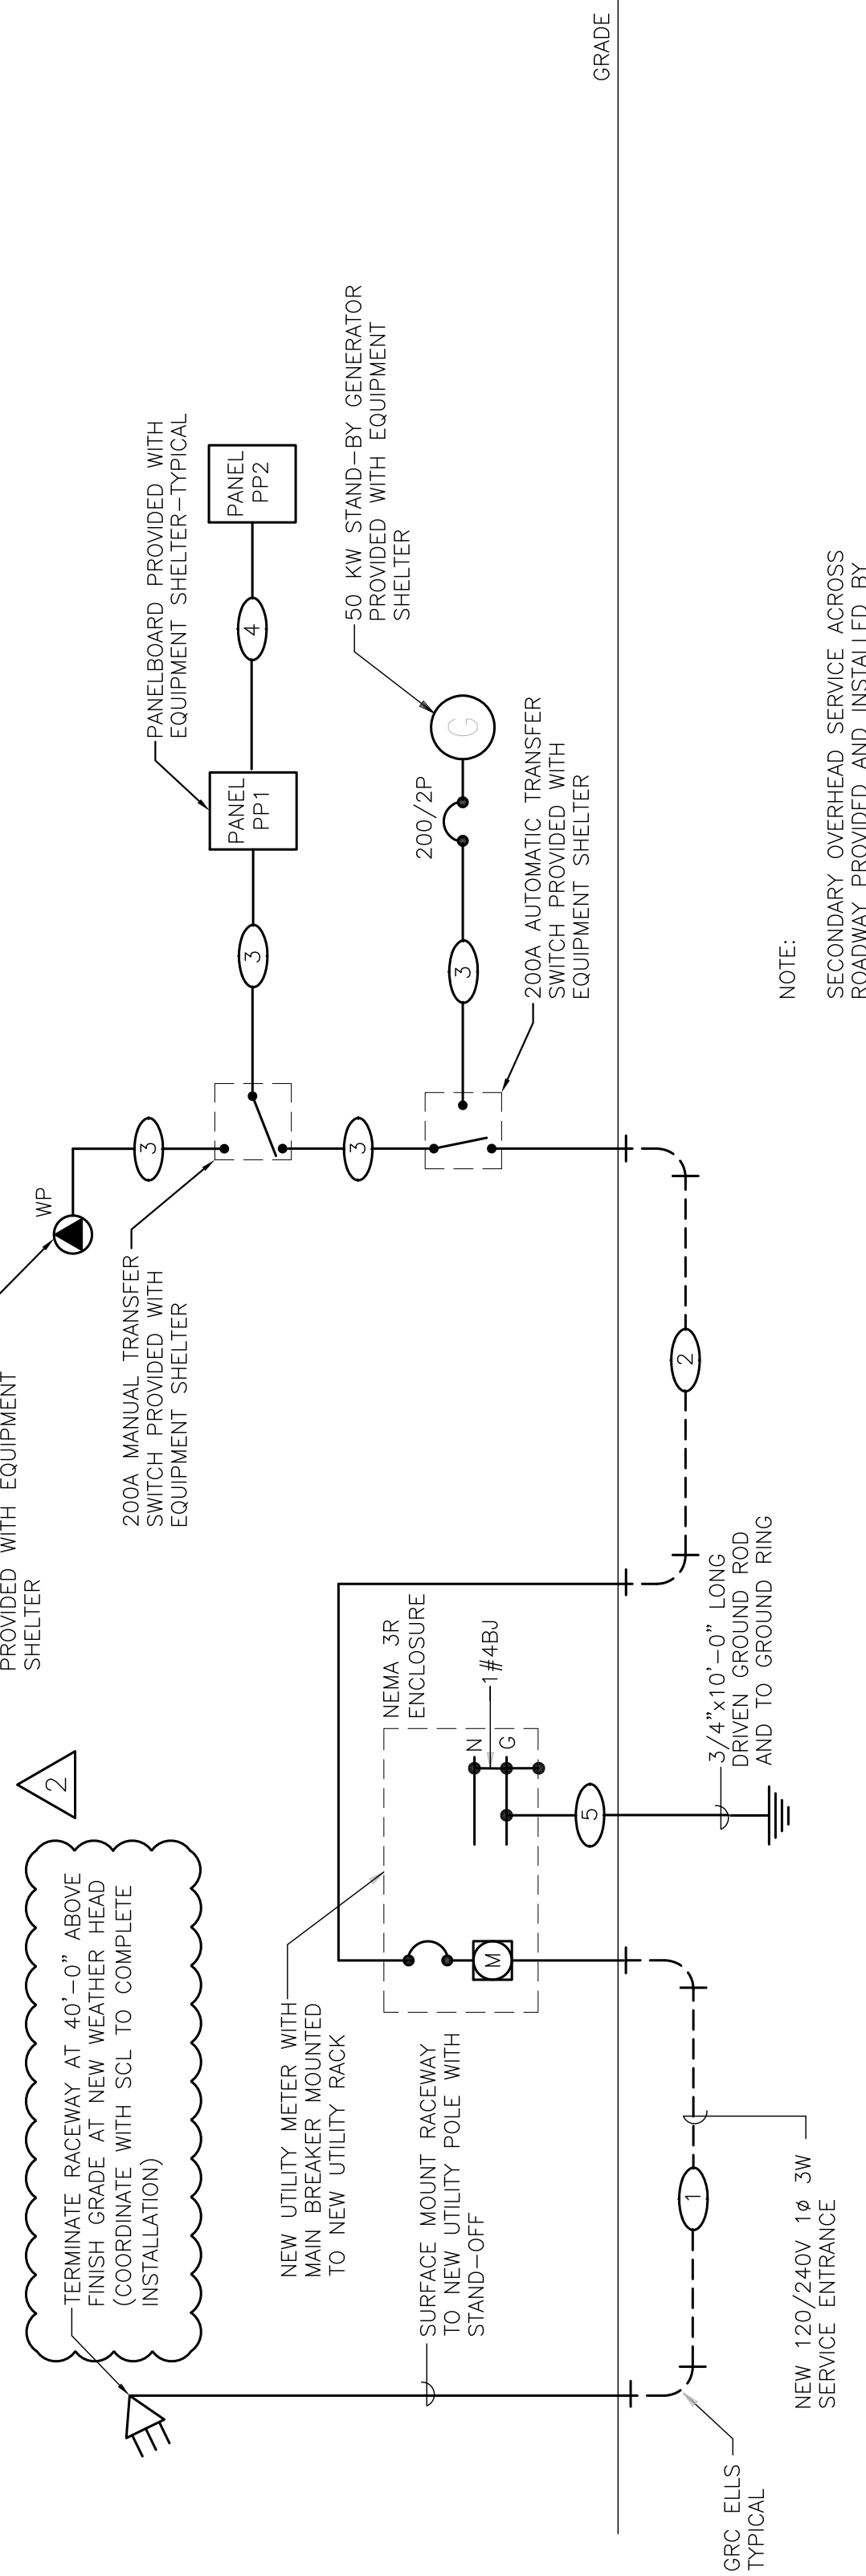 PROVIDED WITH EQUIPMENT
SHELTER
WP
2
TERMINATE RACEWAY AT 40'-0" ABOVE
FINISH GRADE AT NEW WEATHER HEAD
(COORDINATE WITH SCL TO COMPLETE
INSTALLATION)
200A MANUAL TRANSFER
SWITCH PROVIDED WITH
EQUIPMENT SHELTER
3
3
PANELBOARD PROVIDED WITH
EQUIPMENT SHELTER-TYPICAL
3
PANEL
PP1
4
PANEL
PP2
50 KW STAND-BY GENERATOR
PROVIDED WITH EQUIPMENT
SHELTER
NEW UTILITY METER WITH
MAIN BREAKER MOUNTED
TO NEW UTILITY RACK
NEMA 3R
ENCLOSURE
200/2P
3
G
200A AUTOMATIC TRANSFER
SWITCH PROVIDED WITH
EQUIPMENT SHELTER
SURFACE MOUNT RACEWAY
TO NEW UTILITY POLE WITH
STAND-OFF
M
N
G
1#4BJ
5
GRADE
2
1
3/4"x10'-0" LONG
DRIVEN GROUND ROD
AND TO GROUND RING
GRC ELLS
TYPICAL
NEW 120/240V 1ø 3W
SERVICE ENTRANCE
NOTE:
SECONDARY OVERHEAD SERVICE ACROSS
ROADWAY PROVIDED AND INSTALLED BY